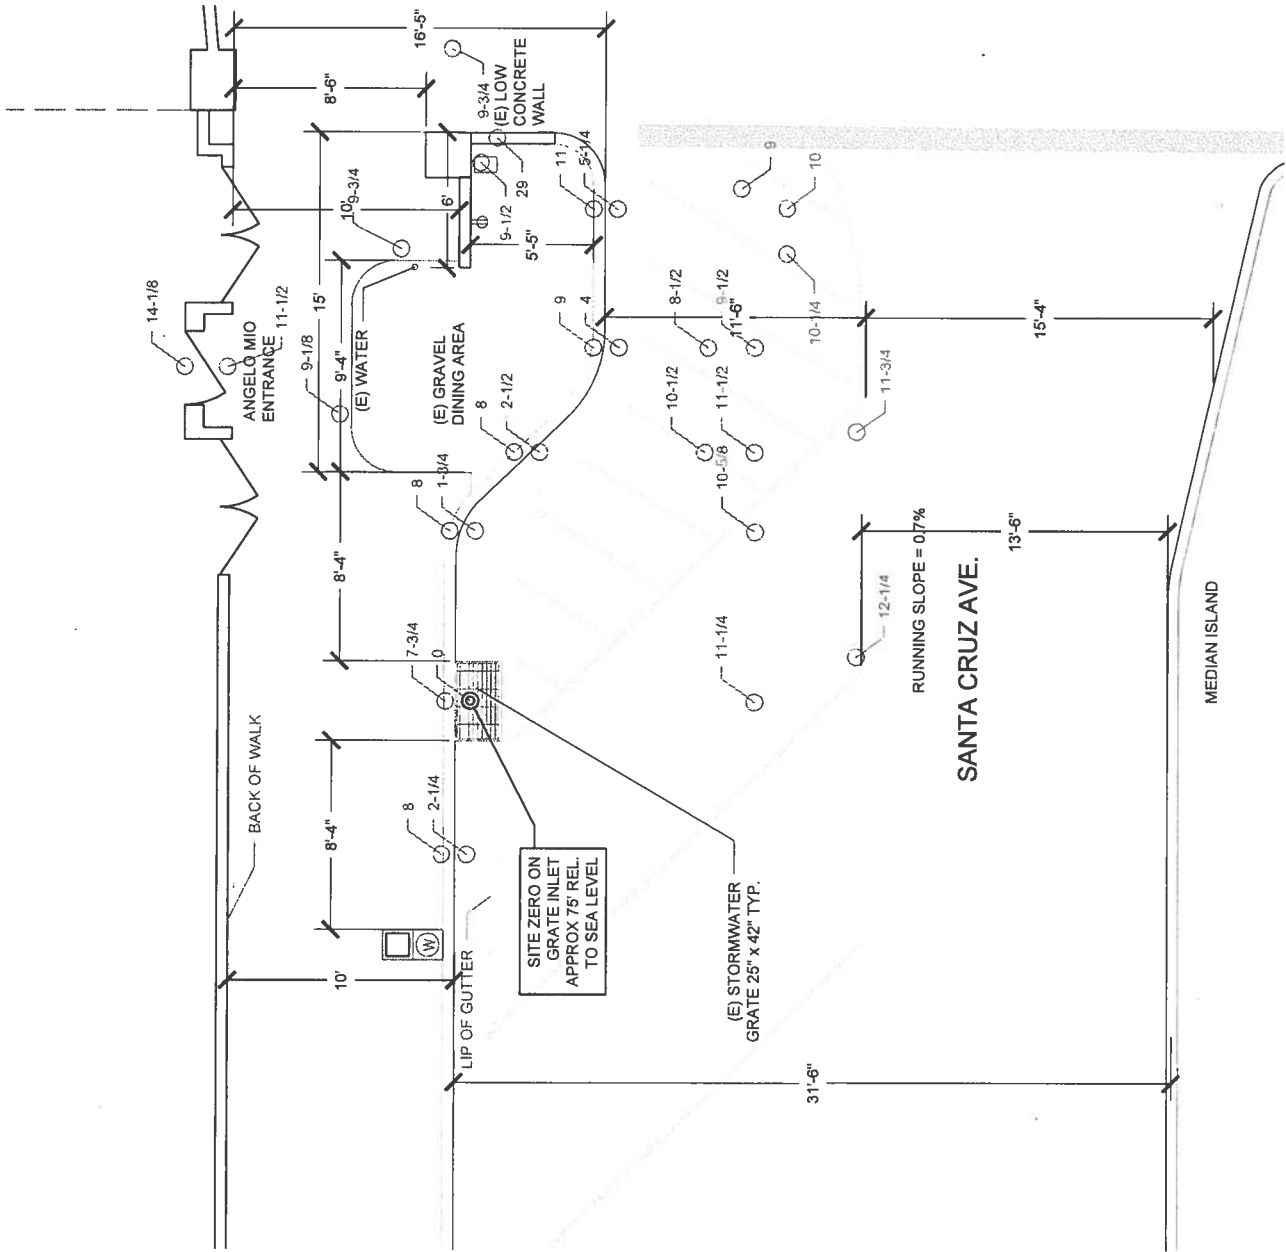 16'-5"
8'-6"
9-3/4
(E) LOW
CONCRETE
WALL
15'
10'
9-3/4
6'
29
9-1/2
5'-5"
11
5-1/4
9
10
10-1/4
14-1/8
ANGELO MIO
ENTRANCE
11-1/2
9-1/8
9'-4"
(E) WATER
(E) GRAVEL
DINING AREA
9
4
8-1/2
9-1/2
11'-6"
15'-4"
8
2-1/2
10-1/2
11-1/2
11-3/4
8
1-3/4
10-5/8
13'-6"
8'-4"
7-3/4
0
11-1/4
12-1/4
RUNNING SLOPE = 0.7%
SANTA CRUZ AVE.
MEDIAN ISLAND
BACK OF WALK
8'-4"
8
2-1/4
SITE ZERO ON
GRATE INLET
APPROX 75' REL.
TO SEA LEVEL
(E) STORMWATER
GRATE 25" x 42" TYP.
W
10'
LIP OF GUTTER
31'-6"